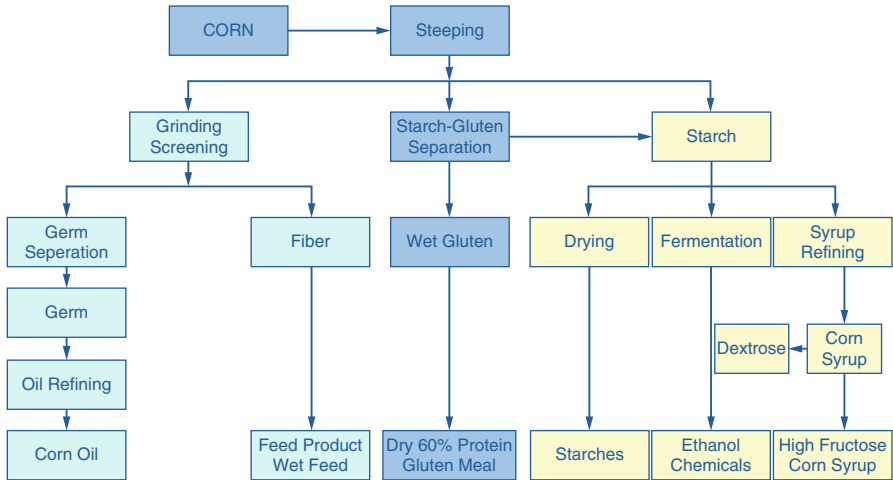 CORN
Steeping
Grinding
Screening
Starch-Gluten
Separation
Starch
Germ
Seperation
Fiber
Wet Gluten
Drying
Fermentation
Syrup
Refining
Germ
Dextrose
Corn
Syrup
Oil Refining
Corn Oil
Feed Product
Wet Feed
Dry 60% Protein
Gluten Meal
Starches
Ethanol
Chemicals
High Fructose
Corn Syrup